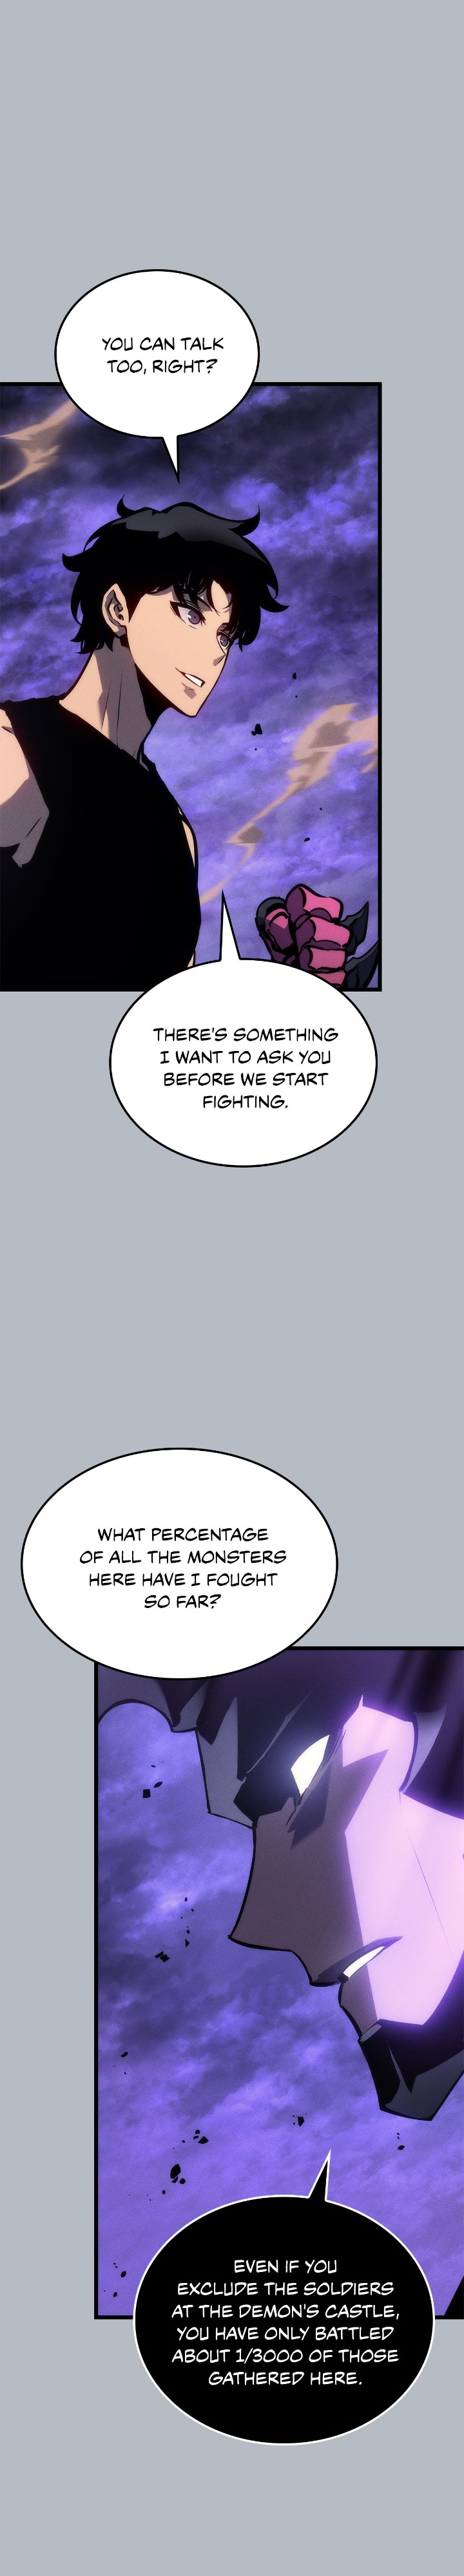 YOU CAN TALK
TOO, RIGHT?
THERE'S SOMETHING
I WANT TO ASK YOU
BEFORE WE START
FIGHTING.
WHAT PERCENTAGE
OF ALL THE MONSTERS
HERE HAVE I FOUGHT
SO FAR?
EVEN IF YOU
EXCLUDE THE SOLDIERS
AT THE DEMON'S CASTLE,
YOU HAVE ONLY BATTLED
ABOUT 1/3000 OF THOSE
GATHERED HERE.